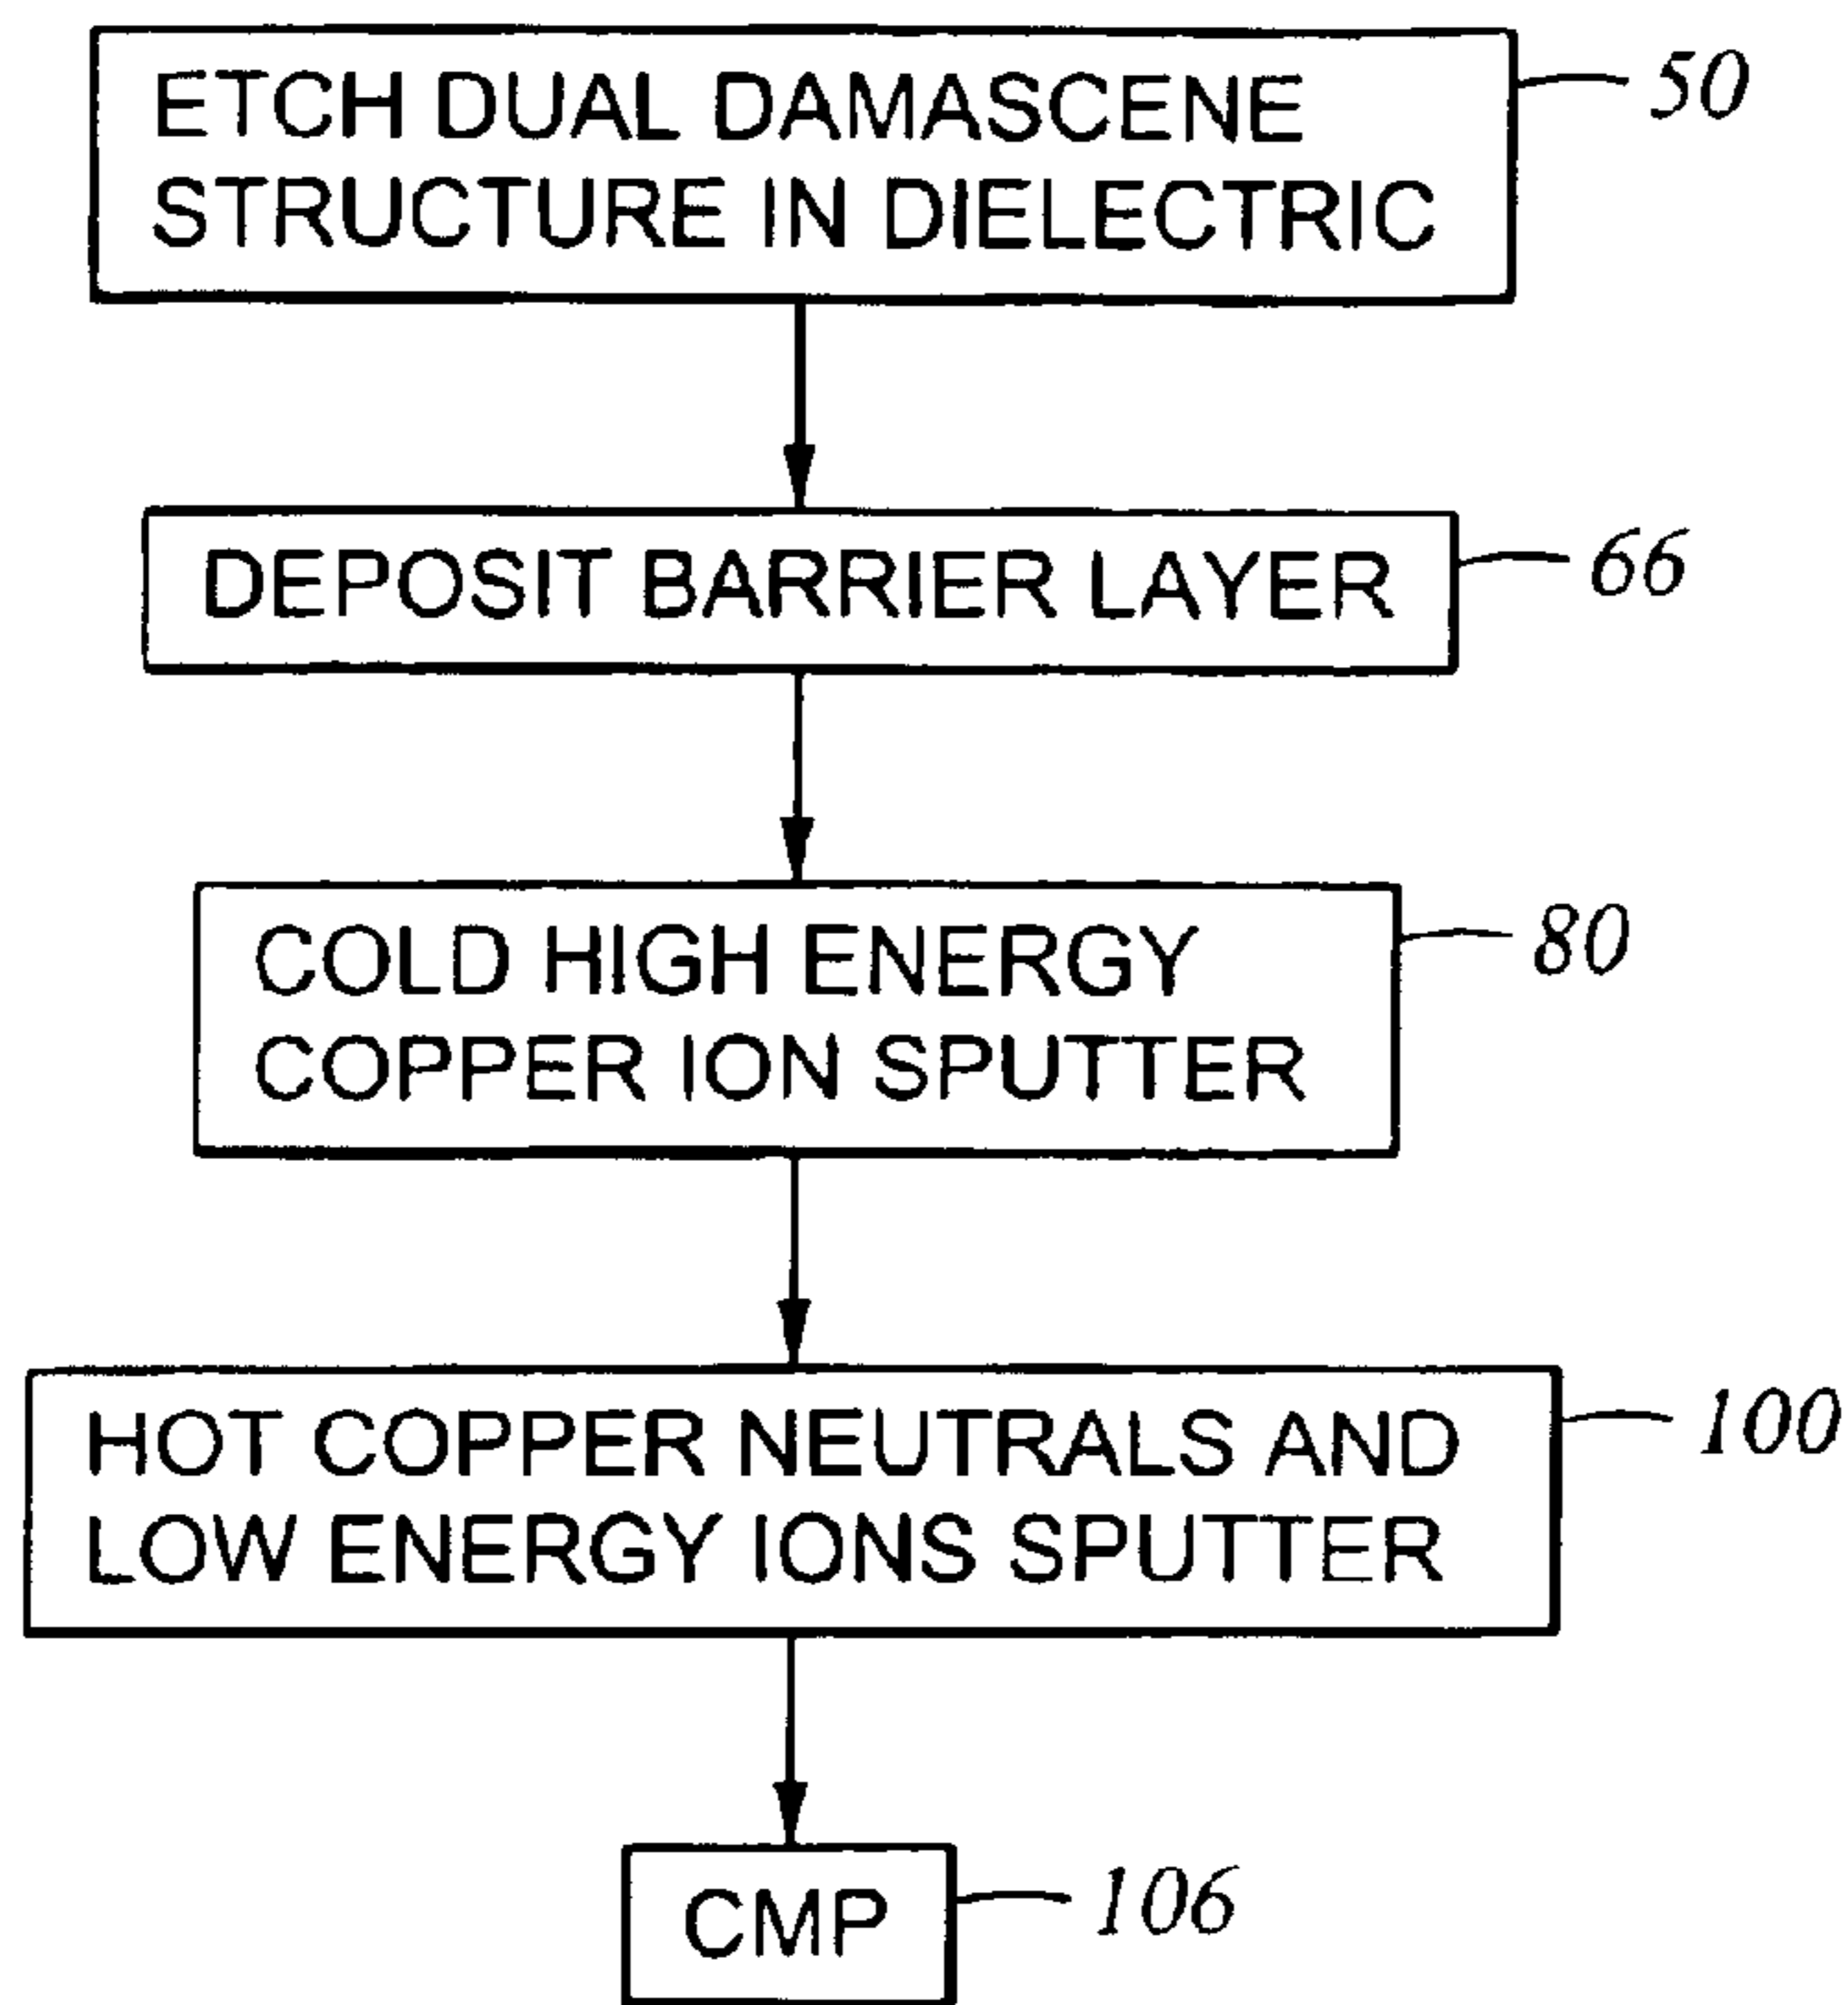 ETCH DUAL DAMASCENE
STRUCTURE IN DIELECTRIC
50
DEPOSIT BARRIER LAYER
66
COLD HIGH ENERGY
COPPER ION SPUTTER
80
HOT COPPER NEUTRALS AND
LOW ENERGY IONS SPUTTER
100
CMP
106